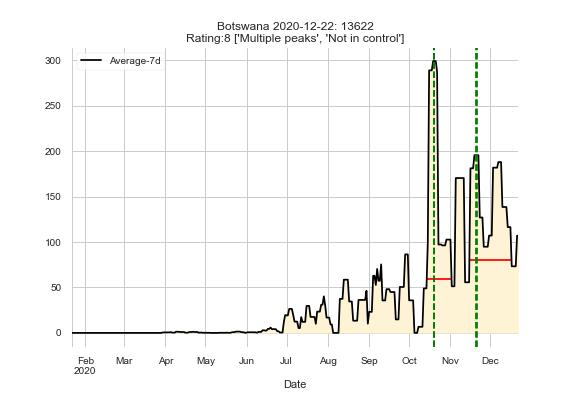 Botswana 2020-12-22: 13622
Rating:8 ['Multiple peaks', 'Not in control']
Average-7d
300
250
200
150
100
50
0
Feb Mar Apr May Jun Jul Aug Sep Oct Nov Dec
2020
Date